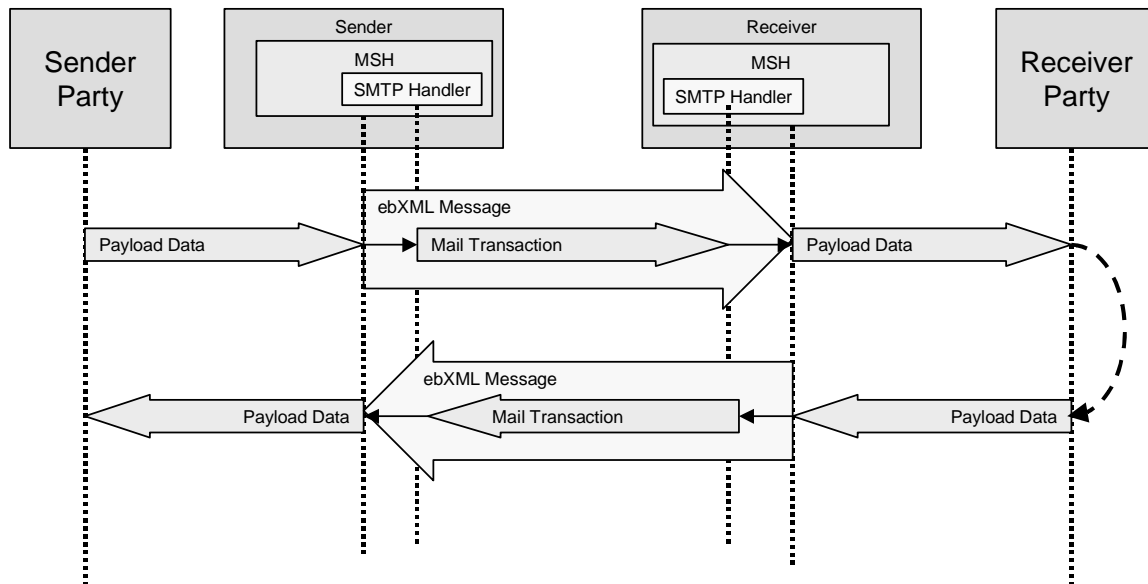 Sender
Party
Sender
MSH
SMTP Handler
Receiver
MSH
SMTP Handler
Receiver
Party
ebXML Message
Payload Data
Mail Transaction
Payload Data
ebXML Message
Payload Data
Mail Transaction
Payload Data